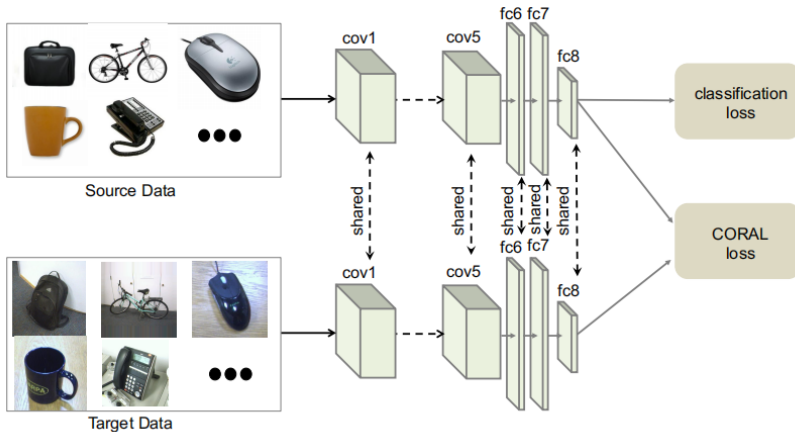 fc6 fc7
cov1
cov5
fc8
classification
loss
Source Data
shared
shared
shared
shared
shared
CORAL
loss
fc6 fc7
cov1
cov5
fc8
Target Data